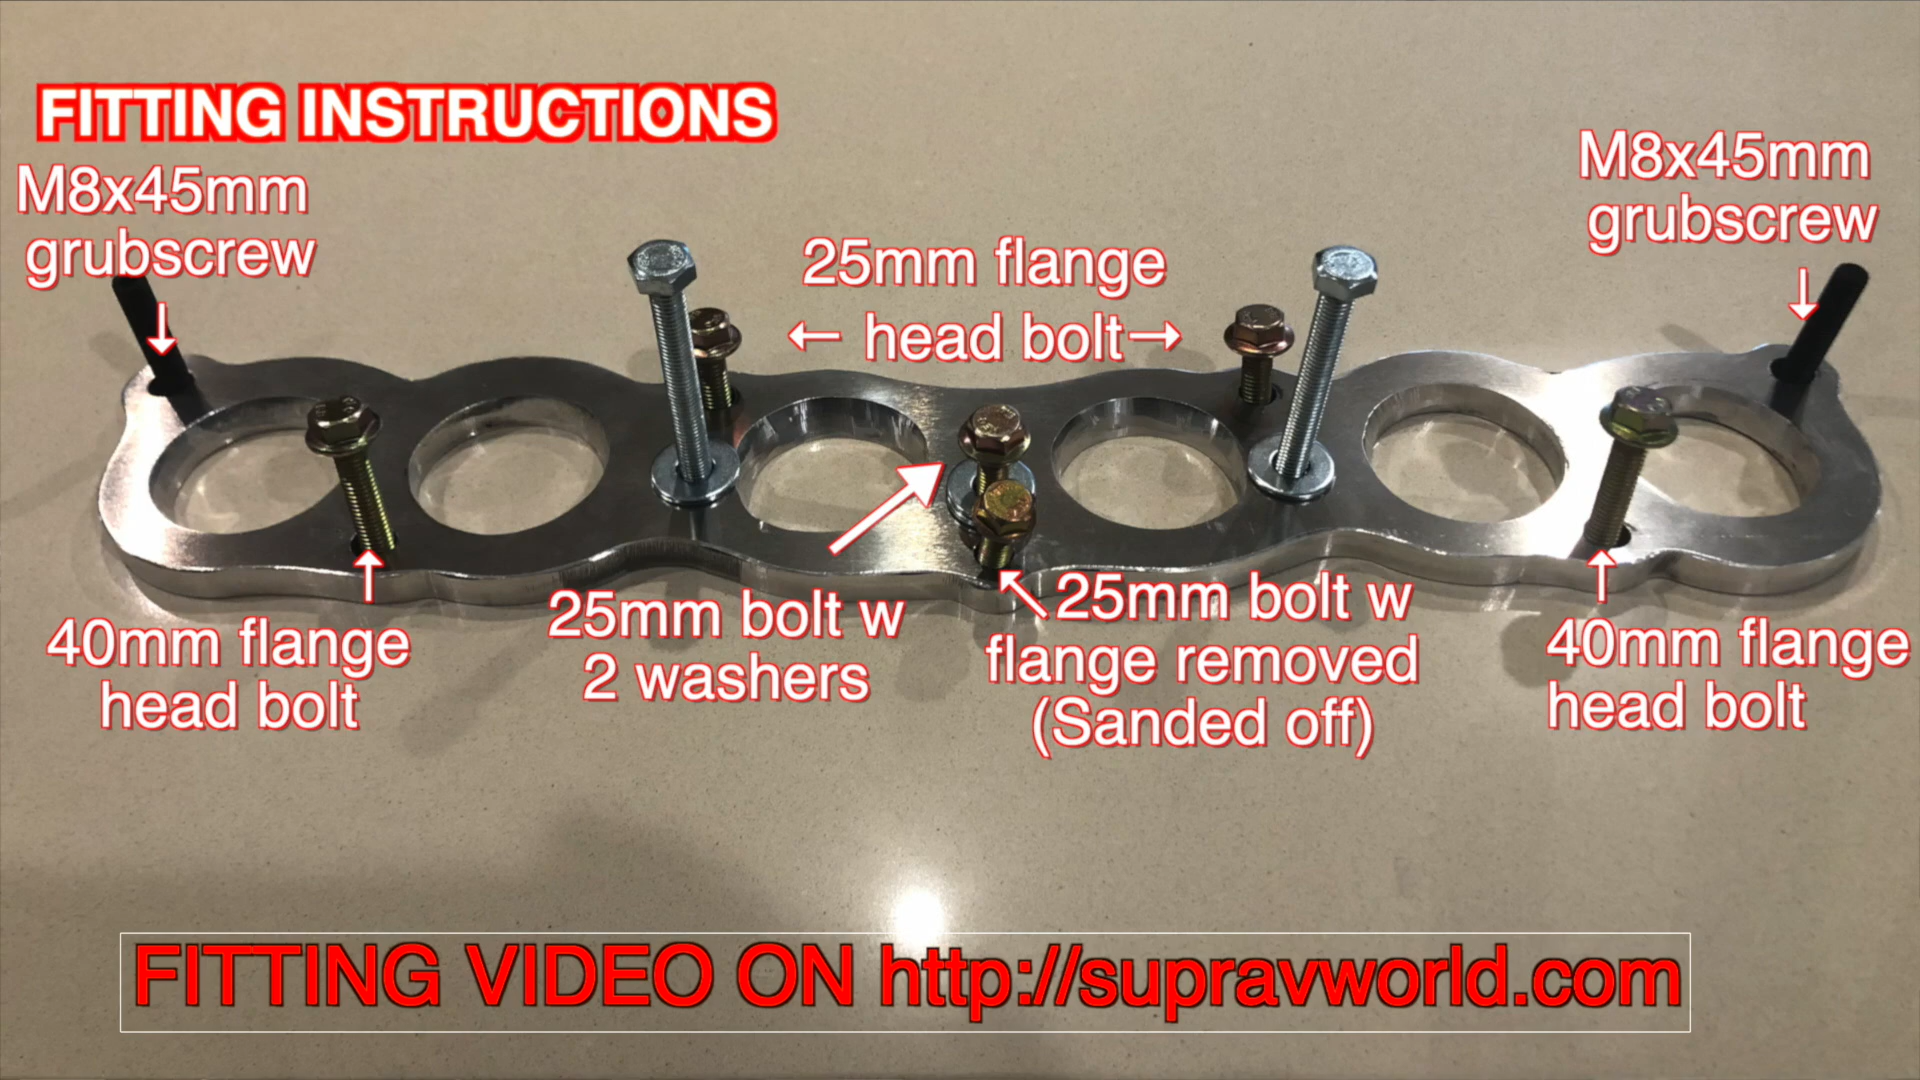 FITTING INSTRUCTIONS
M8x45mm
grubscrew
M8x45mm
grubscrew
25mm flange
← head bolt→
40mm flange
head bolt
25mm bolt w
2 washers
25mm bolt w
flange removed
(Sanded off)
40mm flange
head bolt
FITTING VIDEO ON http://supravworld.com